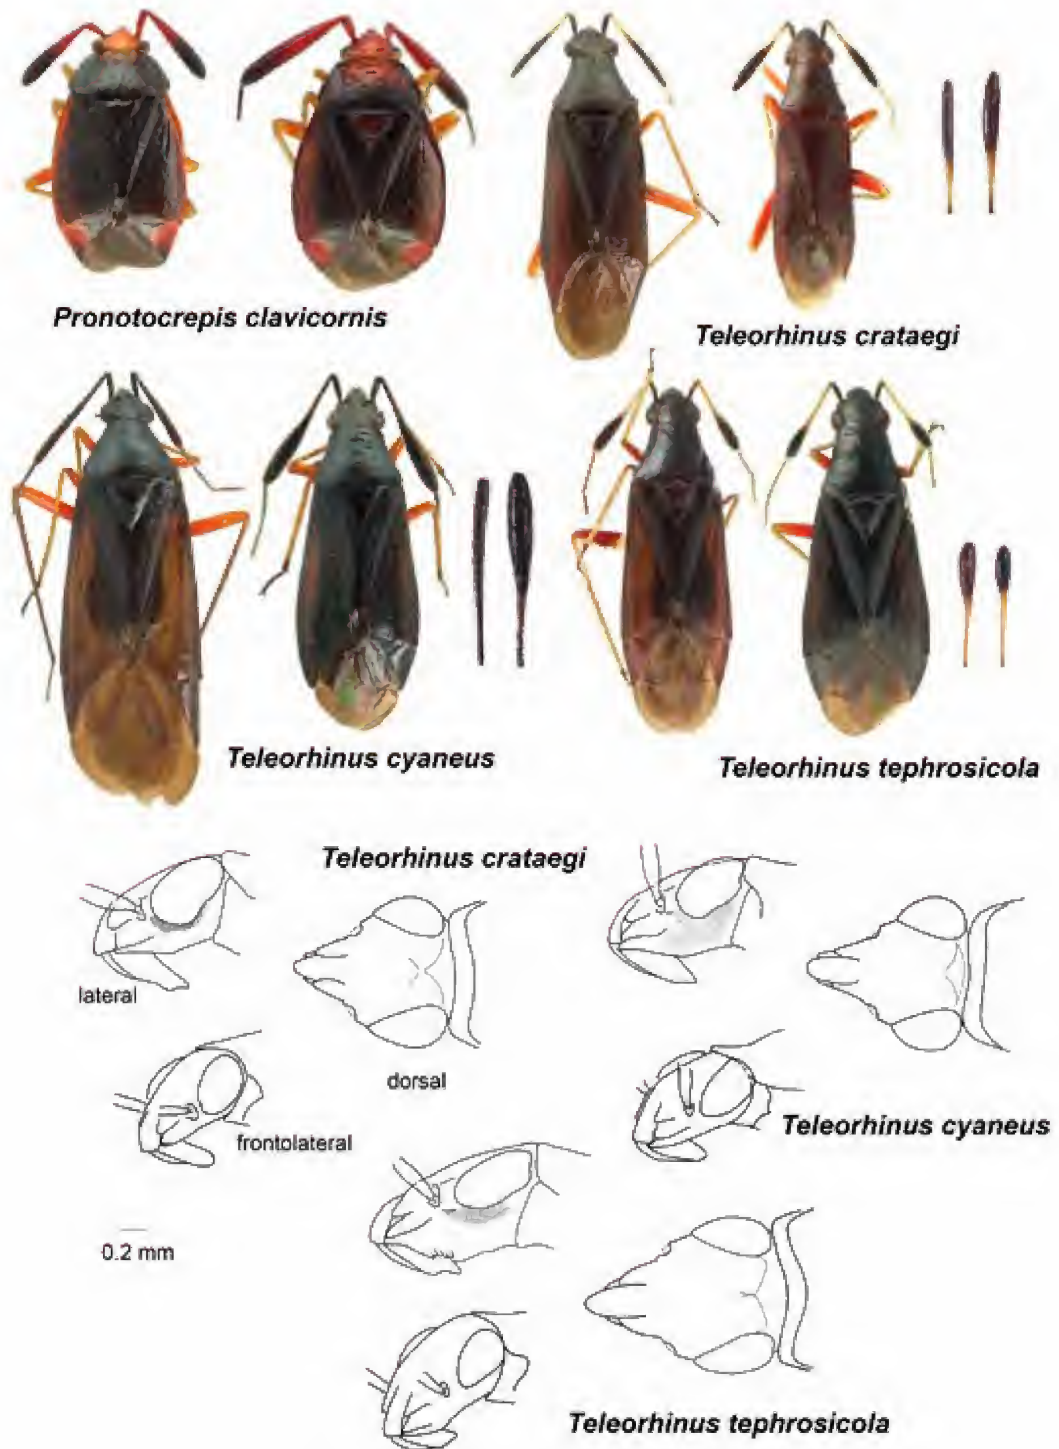 Pronotocrepis clavicornis
Teleorhinus crataegi
Teleorhinus cyaneus
Teleorhinus tephrosicola
Teleorhinus crataegi
lateral
dorsal
frontolateral
Teleorhinus cyaneus
0.2 mm
Teleorhinus tephrosicola